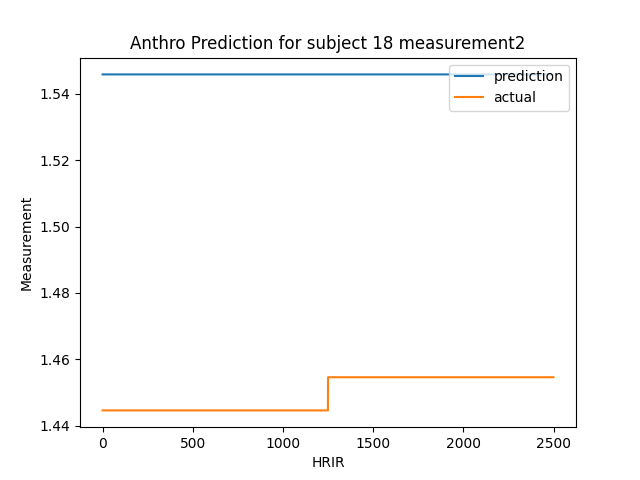 Anthro Prediction for subject 18 measurement2
prediction
actual
1.54
1.52
1.50
1.48
1.46
1.44
Measurement
0 500 1000 1500 2000 2500
HRIR